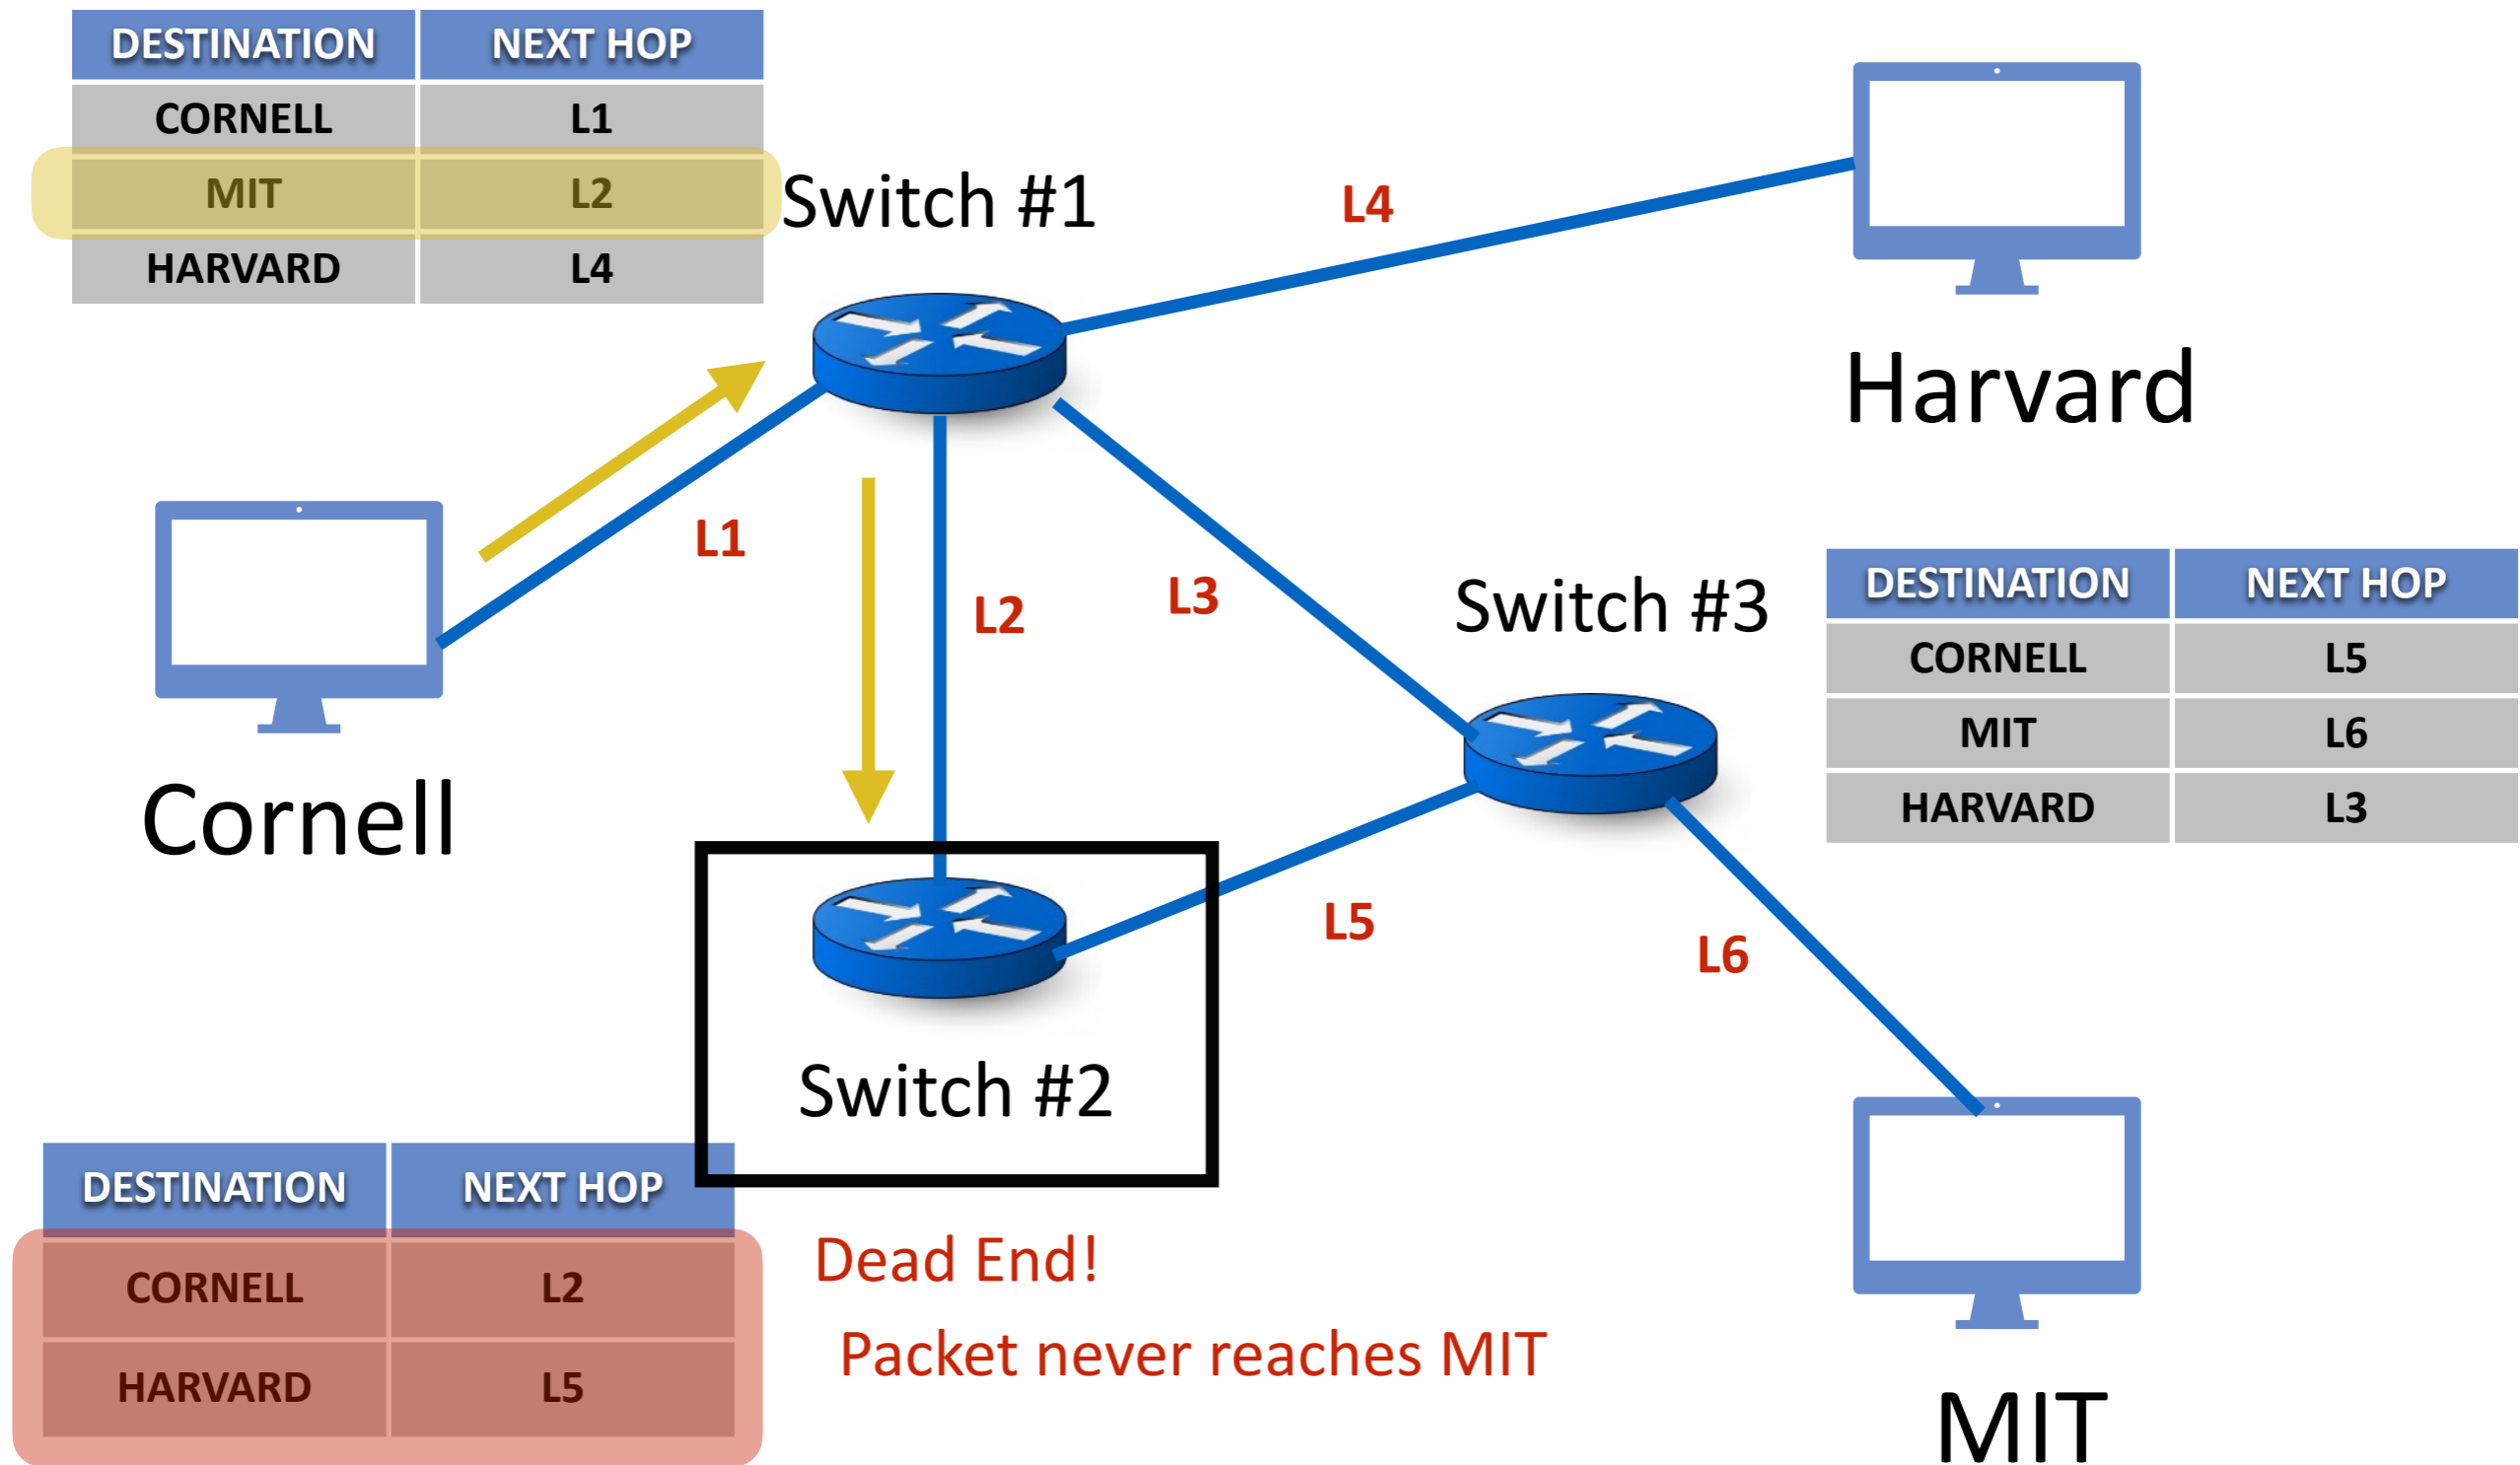 DESTINATION NEXT HOP
CORNELL L1
MIT L2
HARVARD L4
Switch #1
L4
Harvard
L1
L2
L3
Switch #3
DESTINATION NEXT HOP
CORNELL L5
MIT L6
HARVARD L3
Cornell
L5
L6
Switch #2
DESTINATION NEXT HOP
CORNELL L2
HARVARD L5
Dead End!
Packet never reaches MIT
MIT